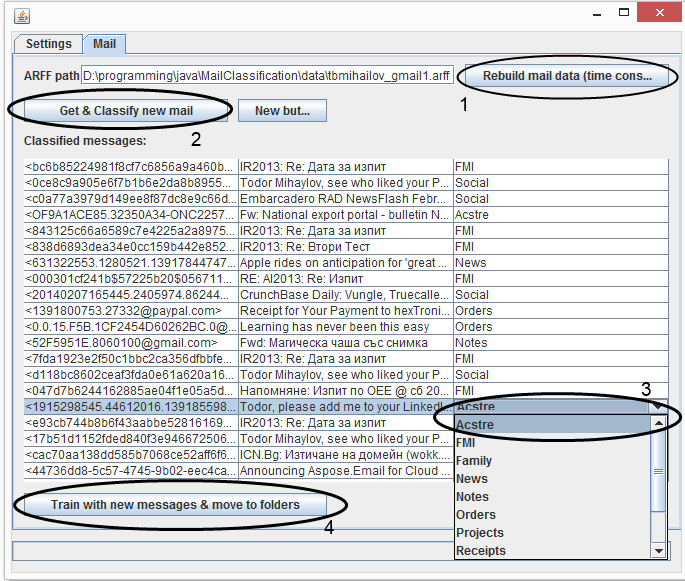 Settings Mail
ARFF path D:\programming\java\MailClassification\data\tbmihailov_gmail1.arff Rebuild mail data (time cons...
1
Get & Classify new mail New but...
2
Classified messages:
<bc6b85224981f8cf7c6856a9a460b... IR2013: Re: Дата за изпит FMI
<0ce8c9a905e6f7b1b6e2da8b8955... Todor Mihaylov, see who liked your P... Social
<c0a77a3979d149ee8f87dc8e9c66d... Embarcadero RAD NewsFlash Febr... Social
<OF9A1ACE85.32350A34-ONC2257... Fw: National export portal - bulletin N... Acstre
<843125c66a6589c7e4225a2a8975... IR2013: Re: Дата за изпит FMI
<838d6893dea34e0cc159b442e852... IR2013: Re: Втори Тест FMI
<631322553.1280521.13917844747... Apple rides on anticipation for 'great ... News
<000301cf241b$57225b20$056711... RE: AI2013: Re: Изпит FMI
<20140207165445.2405974.86244... CrunchBase Daily: Vungle, Truecalle... Social
<1391800753.27332@paypal.com> Receipt for Your Payment to hexTroni... Orders
<0.0.15.F5B.1CF2454D60262BC.0@... Learning has never been this easy Orders
<52F5951E.8060100@gmail.com> Fwd: Магическа чаша със снимка Notes
<7fda1923e2f50c1bbc2ca356dfbbfe... IR2013: Re: Дата за изпит FMI
<d118bc8602ceaf3fda0e61a620a16... Todor Mihaylov, see who liked your P... Social
<047d7b6244162885ae04f1e05a5d... Напомняне: Изпит по ОЕЕ @ сб 20... FMI
3
<1915298545.44612016.139185598... Todor, please add me to your LinkedI... Acstre
<e93cb744b8b6f43aabbe52816169... IR2013: Re: Дата за изпит
<17b51d1152fded840f3e946672506... Todor Mihaylov, see who liked your P...
<cac70aa138dd585b7068ce52aff6f6... ICN.Bg: Изтичане на домейн (wokk....
<44736dd8-5c57-4745-9b02-eec4ca... Announcing Aspose.Email for Cloud ...
Acstre
FMI
Family
News
Notes
Orders
Projects
Receipts
Train with new messages & move to folders
4